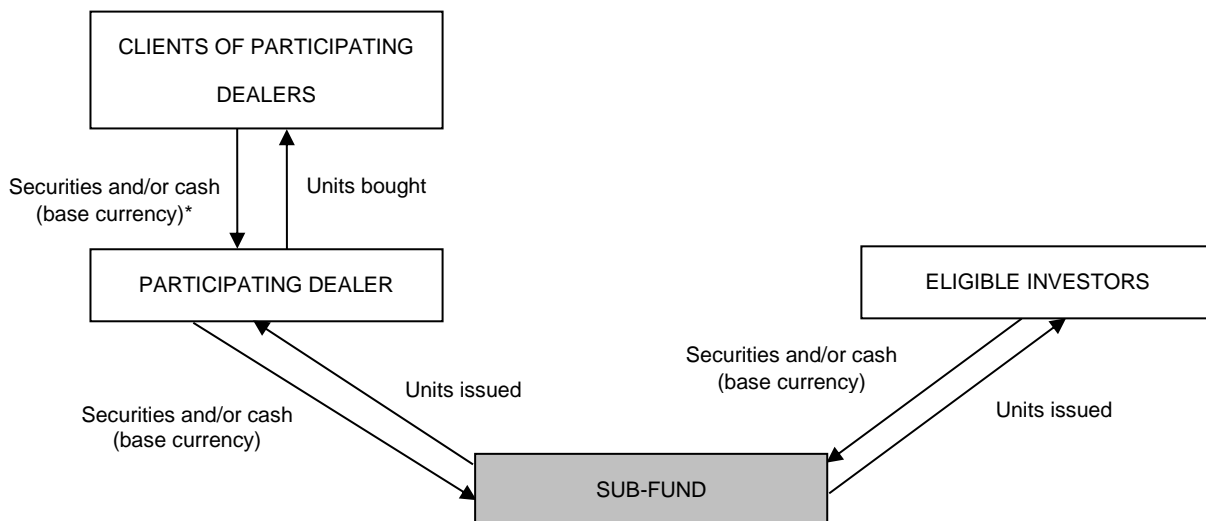 CLIENTS OF PARTICIPATING
DEALERS
Securities and/or cash
(base currency)*
Units bought
PARTICIPATING DEALER
ELIGIBLE INVESTORS
Securities and/or cash
(base currency)
Units issued
Securities and/or cash
(base currency)
Units issued
SUB-FUND